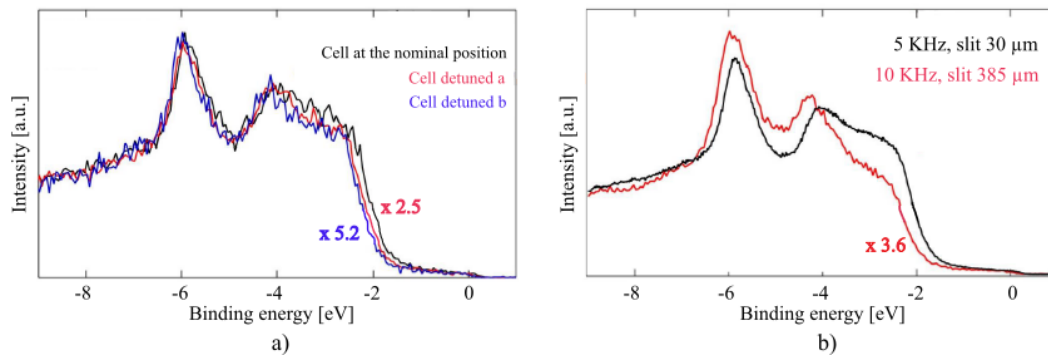 Intensity [a.u.]
Cell at the nominal position
Cell detuned a
Cell detuned b
x 2.5
x 5.2
-8 -6 -4 -2 0
Binding energy [eV]
a)
Intensity [a.u.]
5 KHz, slit 30 µm
10 KHz, slit 385 µm
x 3.6
-8 -6 -4 -2 0
Binding energy [eV]
b)